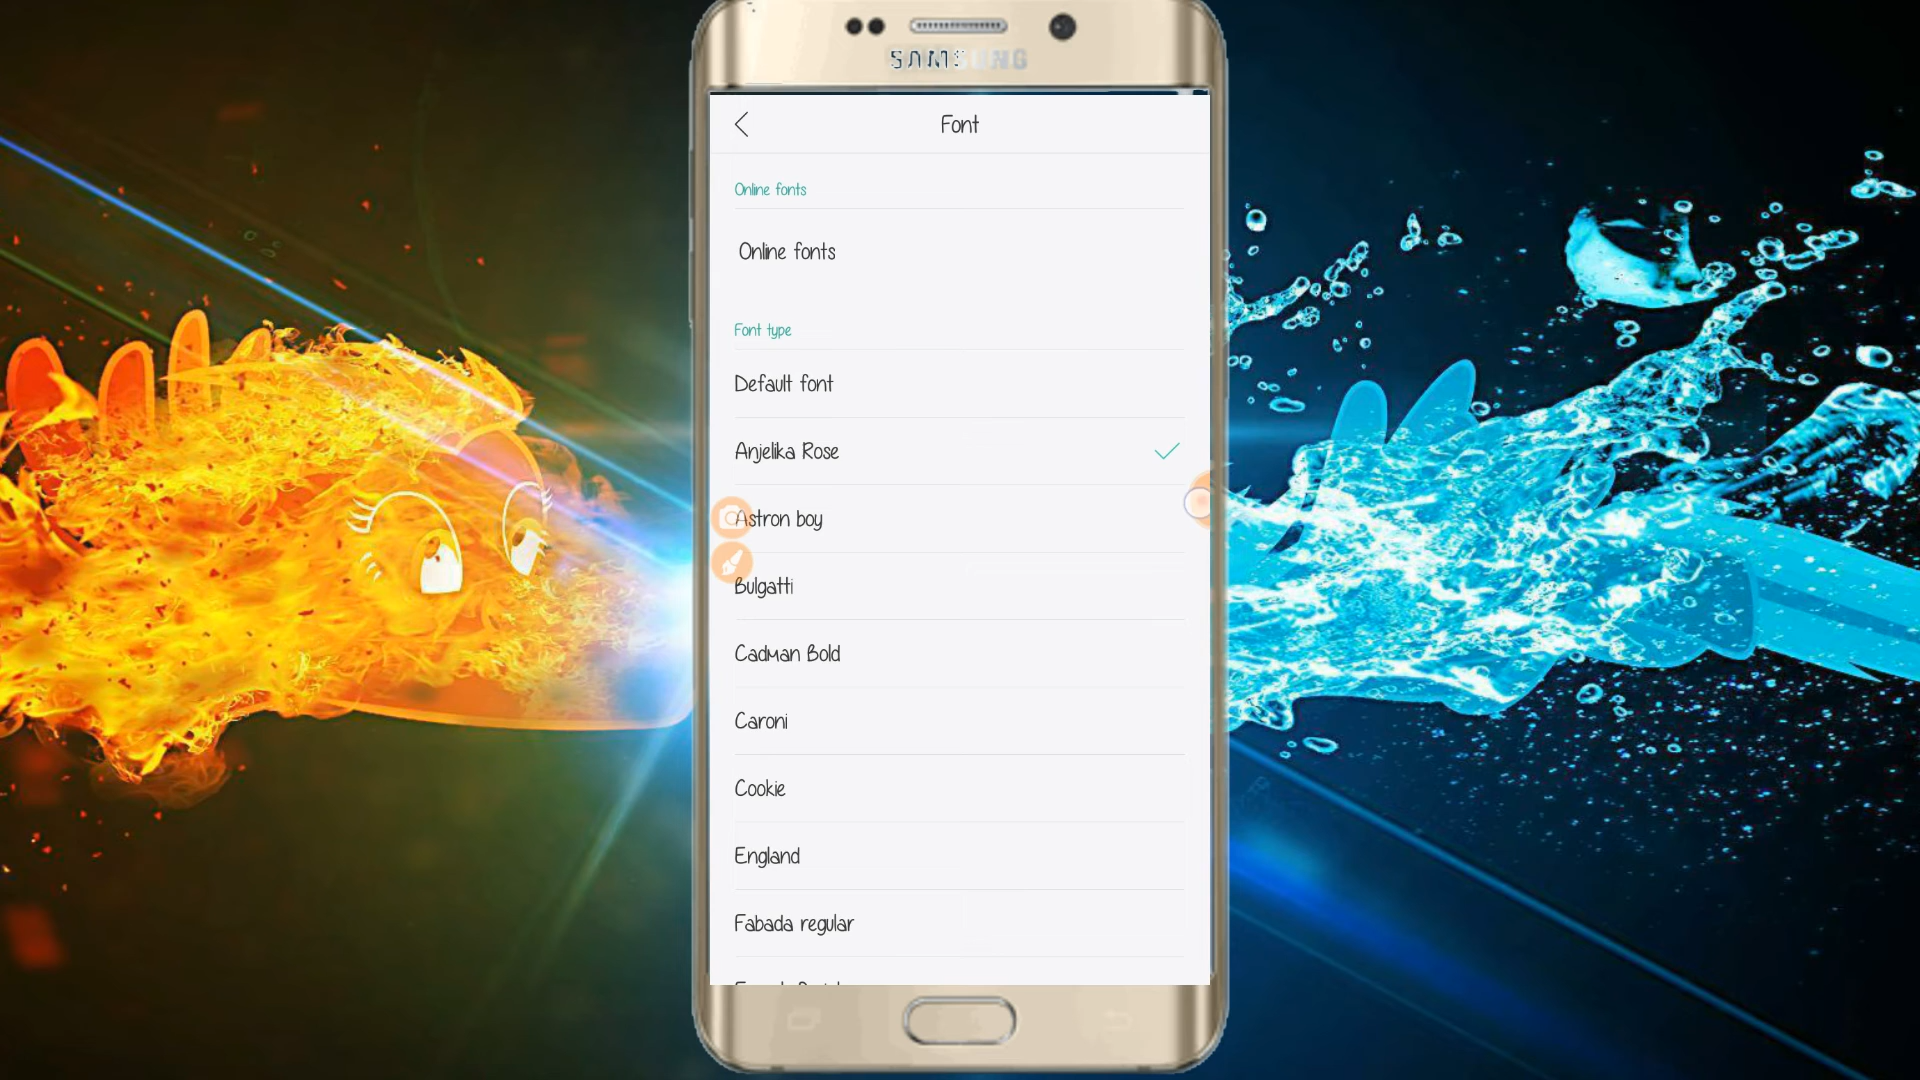 SAMSUNG
Font
Online fonts
Online fonts
Font type
Default font
Anjelika Rose
Astron boy
Bulgatti
Cadman Bold
Caroni
Cookie
England
Fabada regular